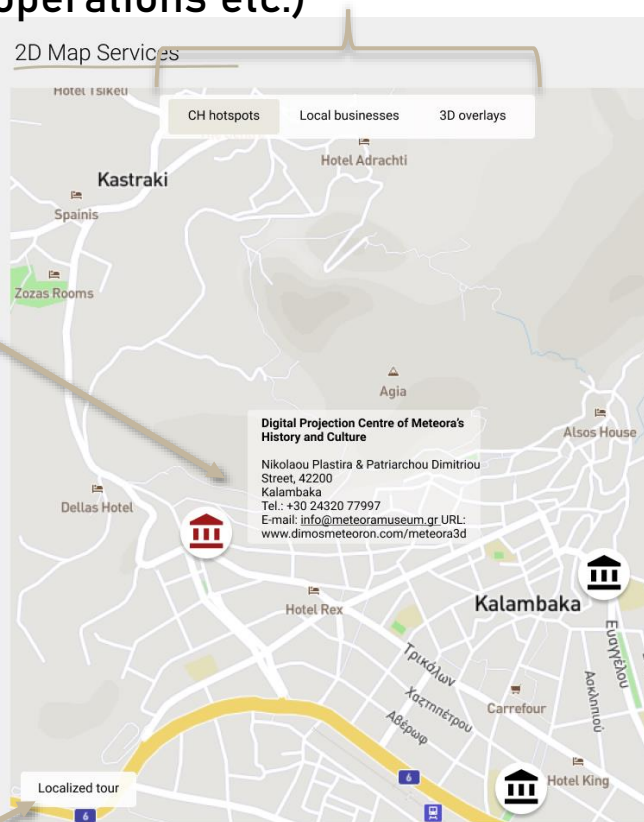 operations etc.)
2D Map Services
Hotel Tsikeli
CH hotspots Local businesses 3D overlays
Hotel Adrachti
Kastraki
Spainis
Zozas Rooms
Agia
Digital Projection Centre of Meteora's
History and Culture
Nikolaou Plastira & Patriarchou Dimitriou
Street, 42200
Kalambaka
Tel.: +30 24320 77997
E-mail: info@meteoramuseum.gr URL:
www.dimosmeteoron.com/meteora3d
Alsos House
Dellas Hotel
Hotel Rex
Kalambaka
Ευαγγέλου
Τρικάλων
Ασκληπιού
Χατζηπέτρου
Carrefour
Αβέρωφ
6
Hotel King
Localized tour
6